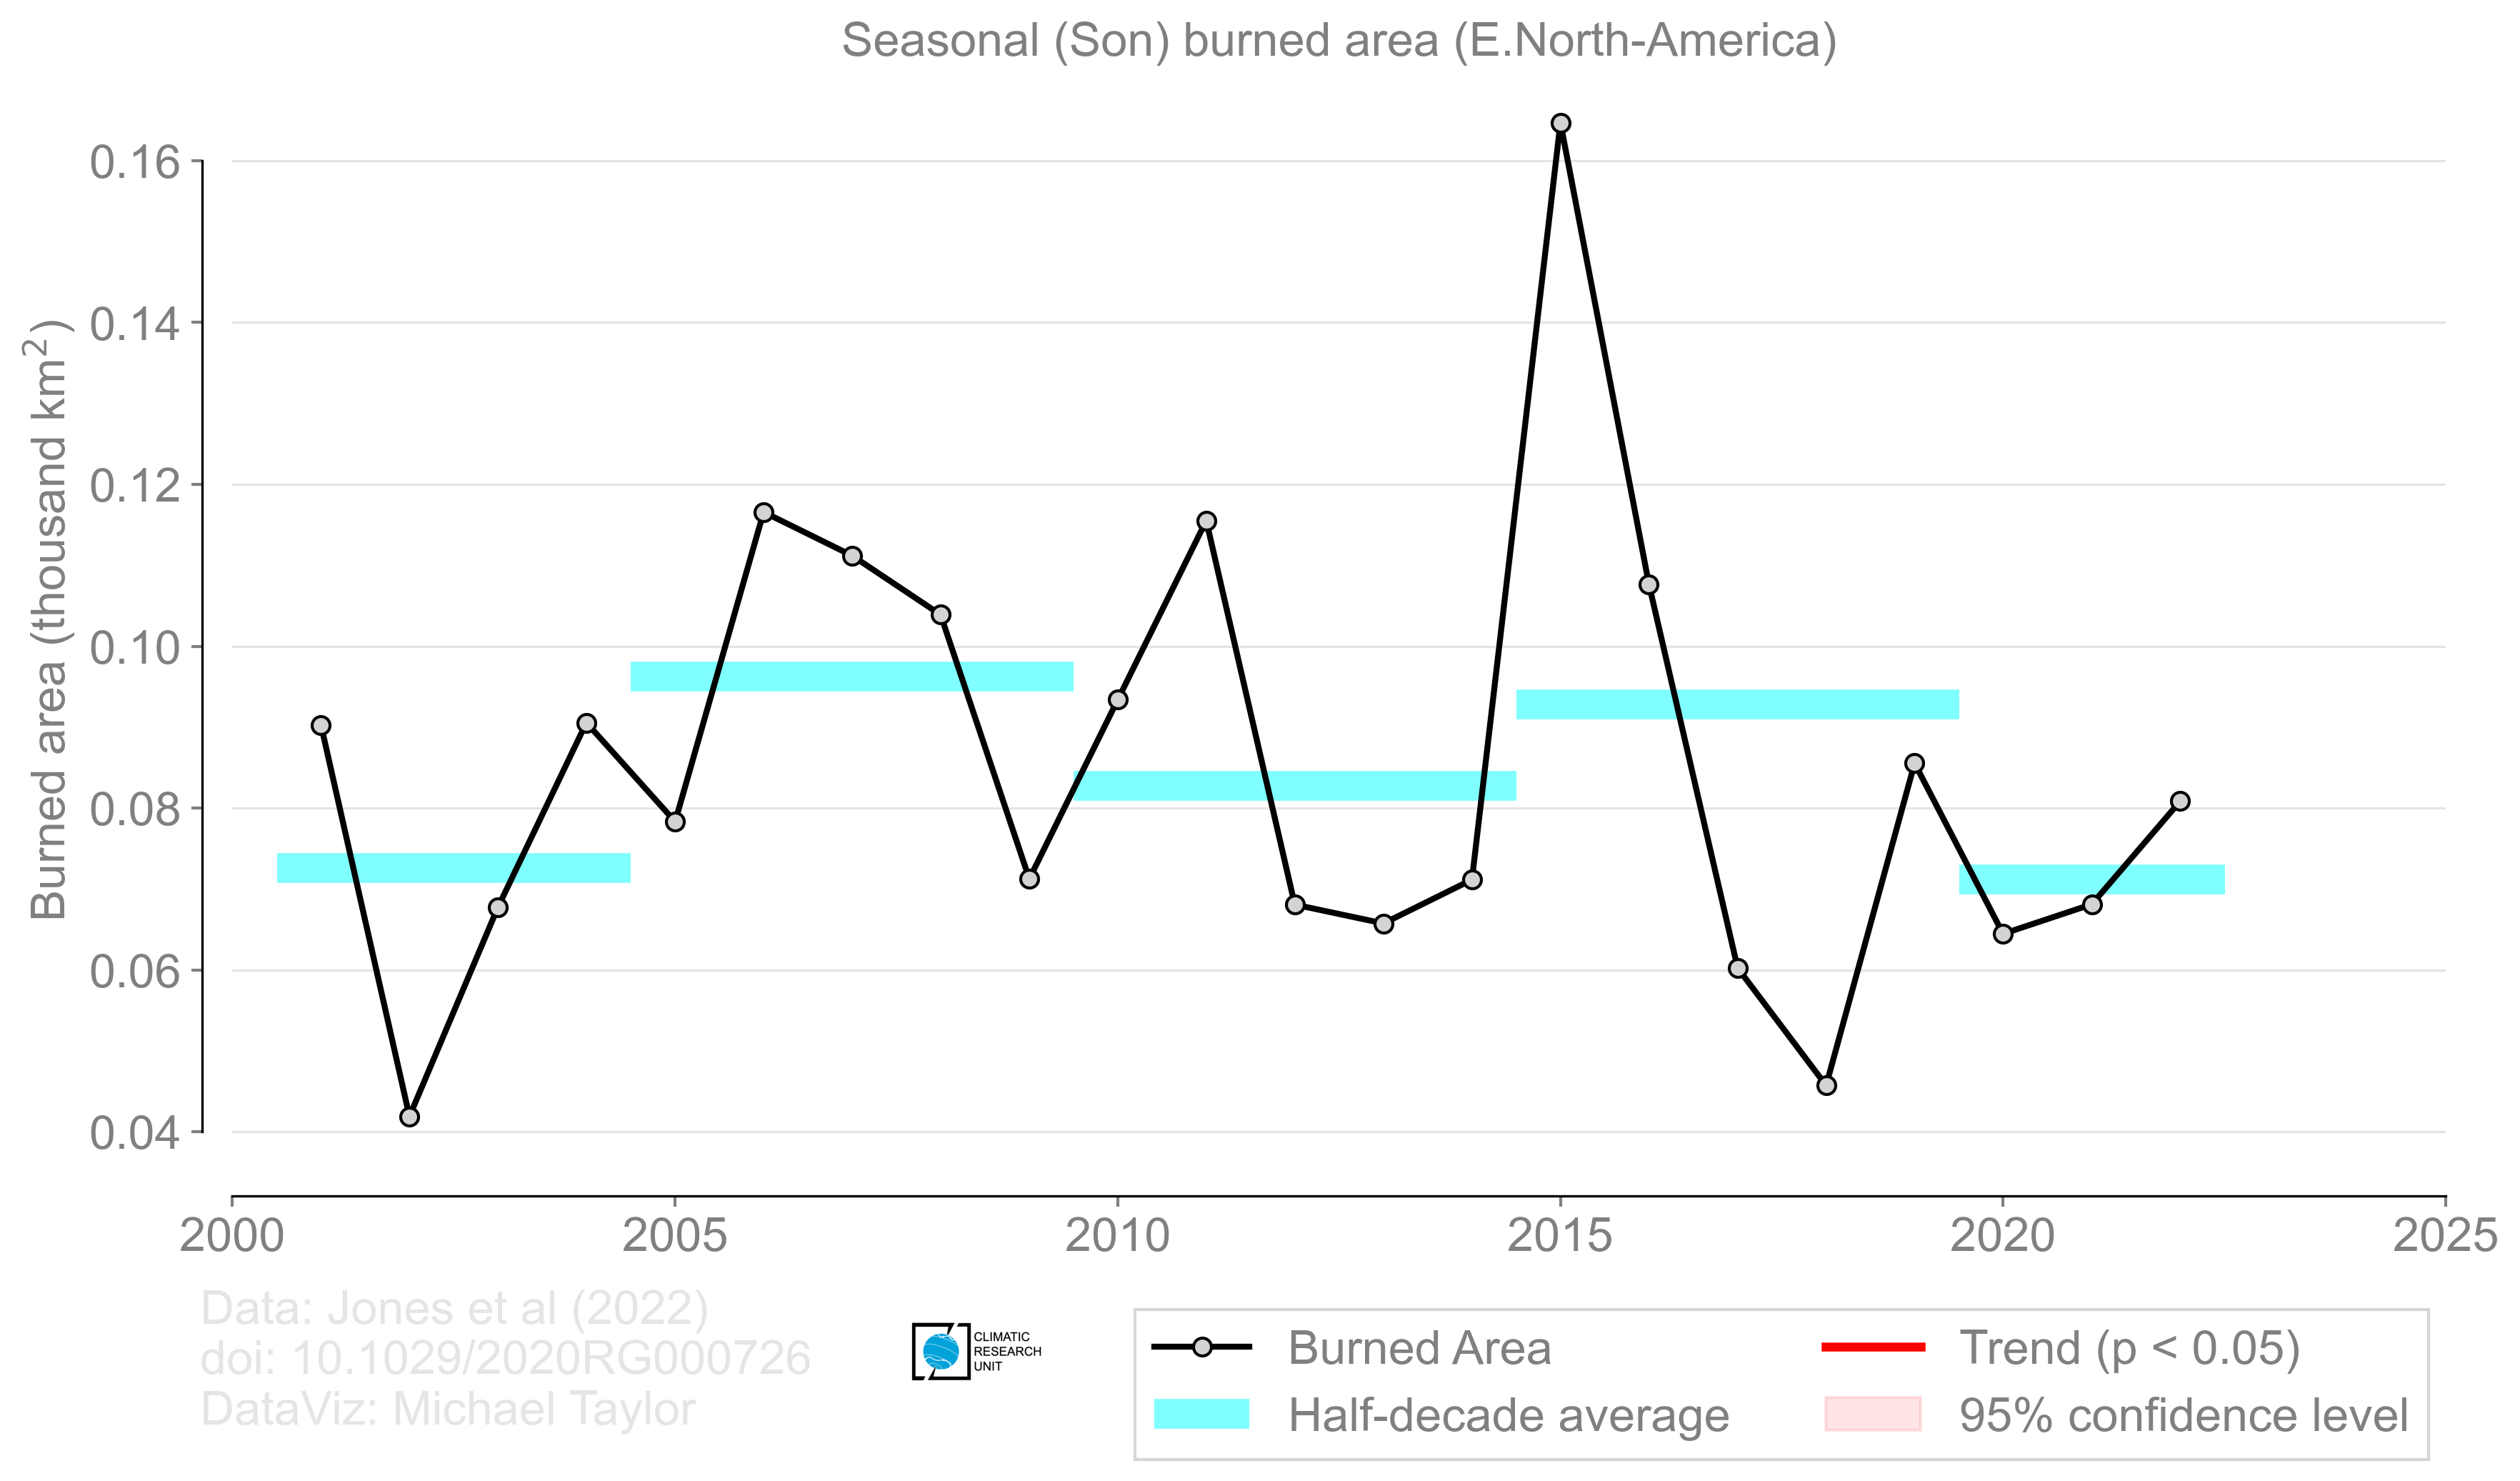 Seasonal (Son) burned area (E.North-America)
Burned area (thousand km²)
0.16
0.14
0.12
0.10
0.08
0.06
0.04
2000 2005 2010 2015 2020 2025
Data: Jones et al (2022)
doi: 10.1029/2020RG000726
DataViz: Michael Taylor
CLIMATIC
RESEARCH
UNIT
Burned Area
Half-decade average
Trend (p < 0.05)
95% confidence level